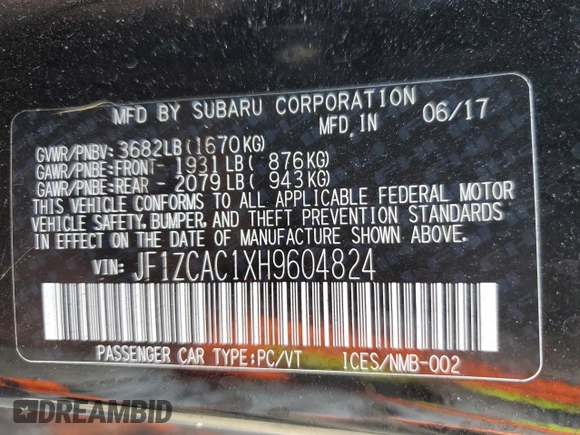 MFD BY SUBARU CORPORATION 06/17
MFD IN
GVWR/PNBV: 3682LB(1670KG)
GAWR/PNBE:FRONT- 1931LB( 876KG)
GAWR/PNBE:REAR - 2079LB( 943KG)
THIS VEHICLE CONFORMS TO ALL APPLICABLE FEDERAL MOTOR
VEHICLE SAFETY, BUMPER, AND THEFT PREVENTION STANDARDS
IN EFFECT ON THE DATE OF MANUFACTURE SHOWN ABOVE.
VIN: JF1ZCAC1XH9604824
PASSENGER CAR TYPE:PC/VT ICES/NMB-002
DREAMBID